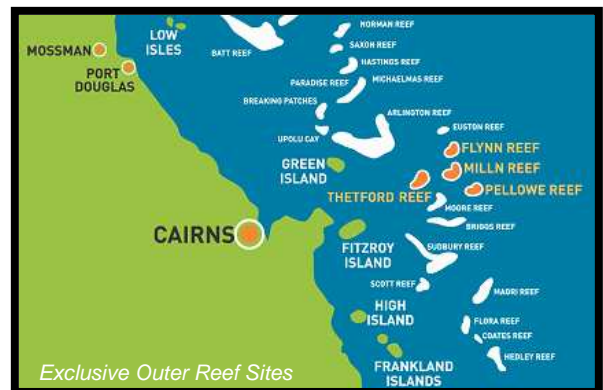 NORMAN REEF
LOW
ISLES
MOSSMAN
BATT REEF
SAXON REEF
HASTINGS REEF
PORT
DOUGLAS
PARADISE REEF
MICHAELMAS REEF
BREAKING PATCHES
ARLINGTON REEF
EUSTON REEF
UPOLU CAY
FLYNN REEF
GREEN
ISLAND
MILLN REEF
THETFORD REEF
PELLOWE REEF
MOORE REEF
BRIGGS REEF
CAIRNS
FITZROY
ISLAND
SUDBURY REEF
SCOTT REEF
MAORI REEF
HIGH
ISLAND
FLORA REEF
COATES REEF
HEDLEY REEF
FRANKLAND
ISLANDS
Exclusive Outer Reef Sites